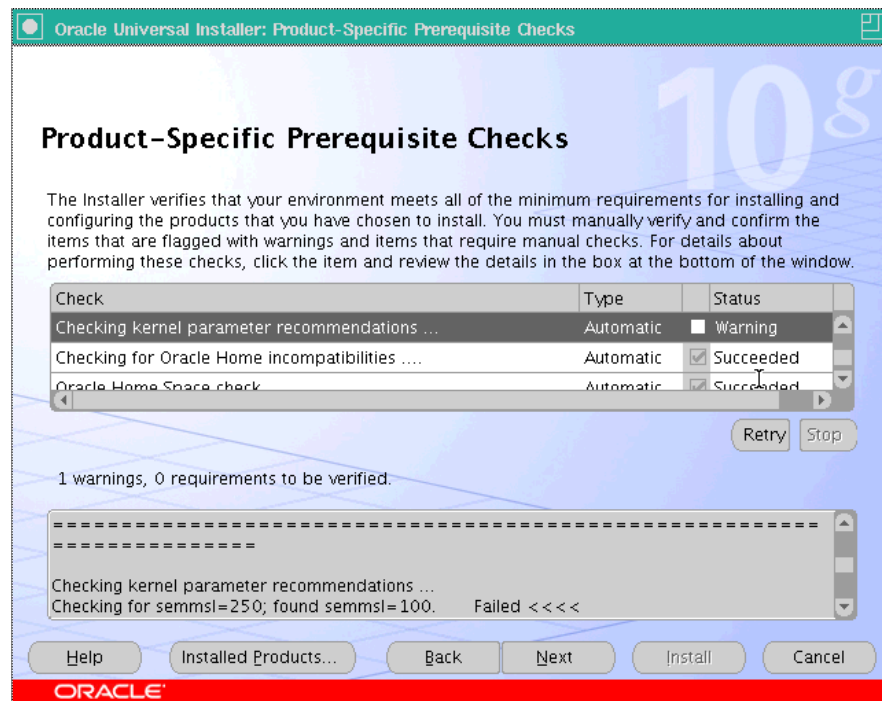 Oracle Universal Installer: Product-Specific Prerequisite Checks
10g
Product-Specific Prerequisite Checks
The Installer verifies that your environment meets all of the minimum requirements for installing and
configuring the products that you have chosen to install. You must manually verify and confirm the
items that are flagged with warnings and items that require manual checks. For details about
performing these checks, click the item and review the details in the box at the bottom of the window.
Check Type Status
Checking kernel parameter recommendations ... Automatic Warning
Checking for Oracle Home incompatibilities .... Automatic Succeeded
Oracle Home Space check Automatic Succeeded
Retry Stop
1 warnings, 0 requirements to be verified.
========================================================
===============
Checking kernel parameter recommendations ...
Checking for semmsl=250; found semmsl=100. Failed <<<<
Help Installed Products... Back Next Install Cancel
ORACLE